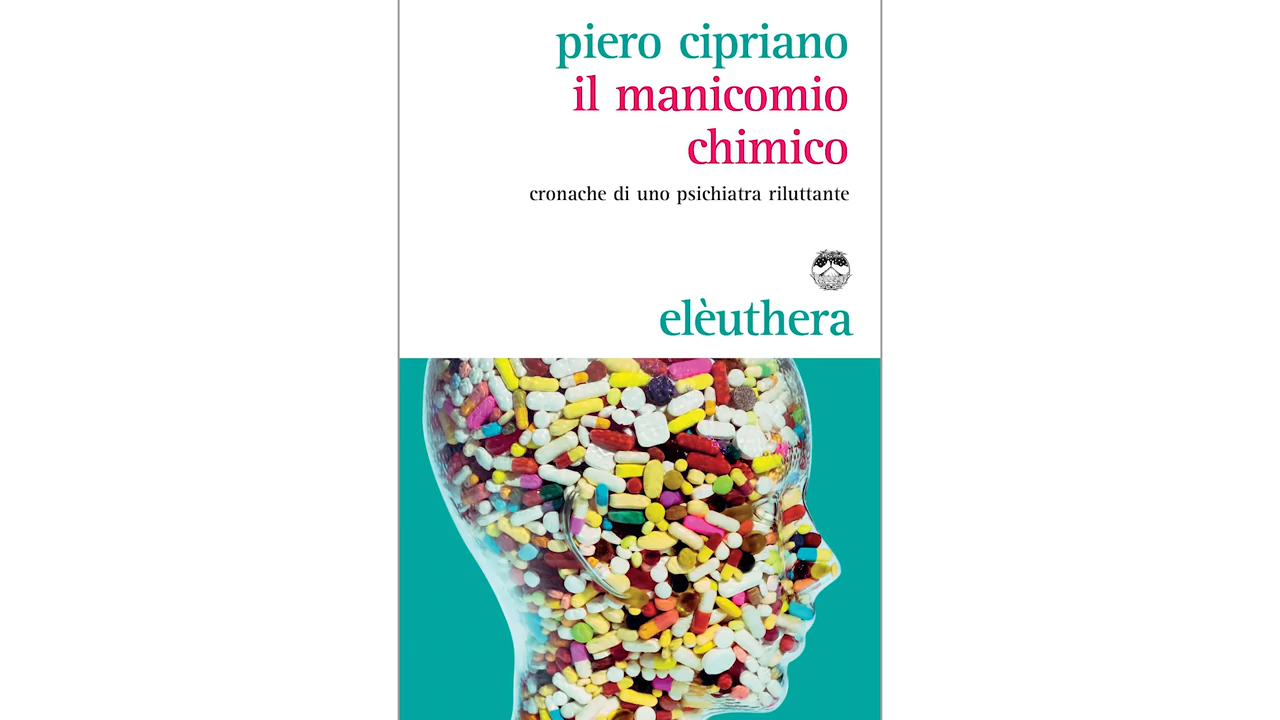 piero cipriano
il manicomio
chimico
cronache di uno psichiatra riluttante
elèuthera